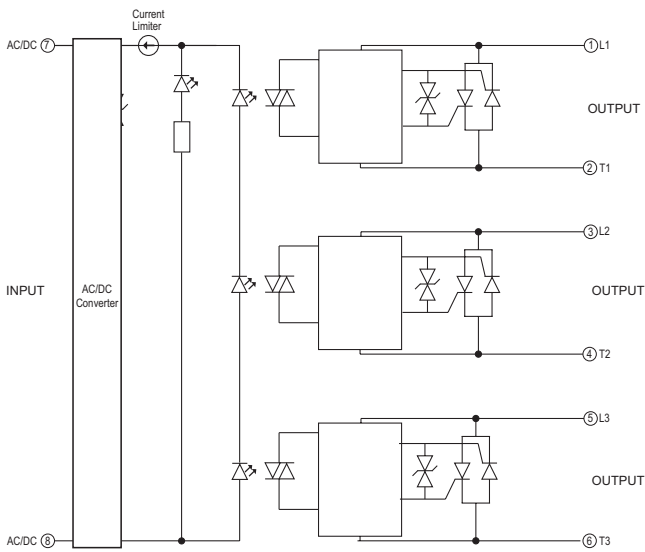 Current
Limiter
AC/DC 7
1 L1
OUTPUT
2 T1
3 L2
INPUT
AC/DC
Converter
OUTPUT
4 T2
5 L3
OUTPUT
AC/DC 8
6 T3